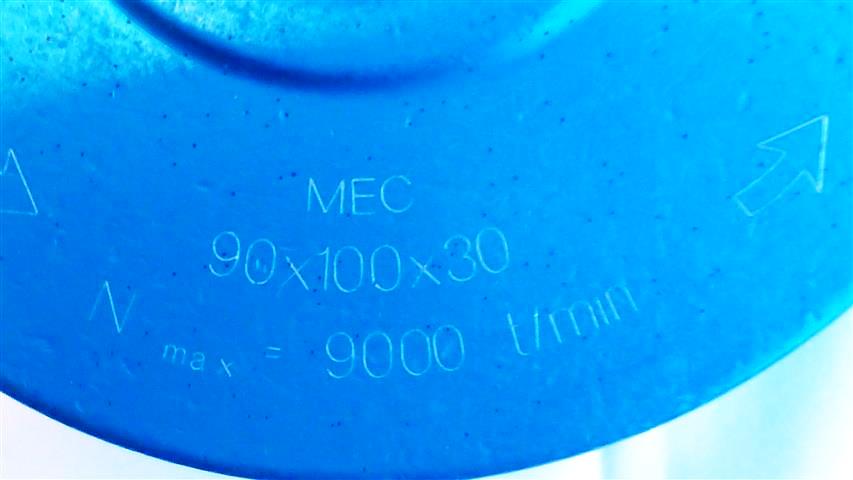 MEC
90x100x30
N max = 9000 t/min